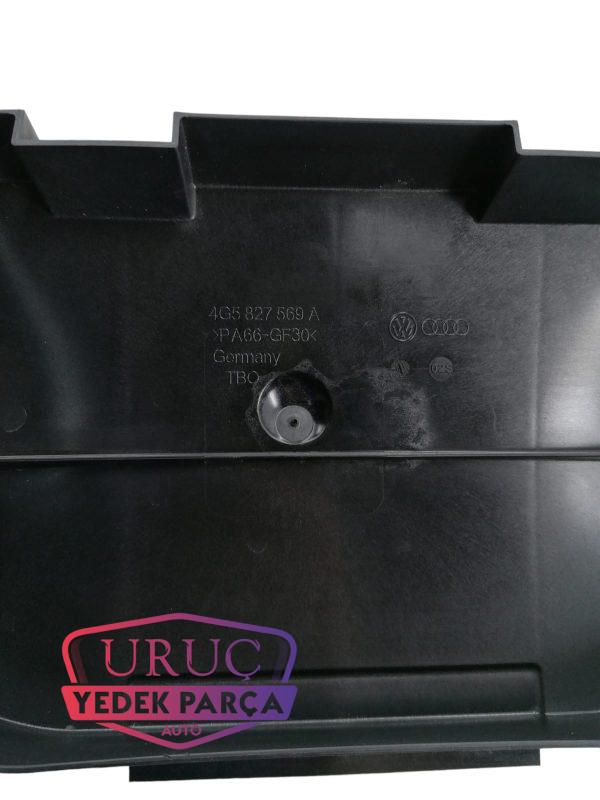 4G5 827 569 A
>PA66-GF30<
Germany
TBO
URUÇ
YEDEK PARÇA
AUTO